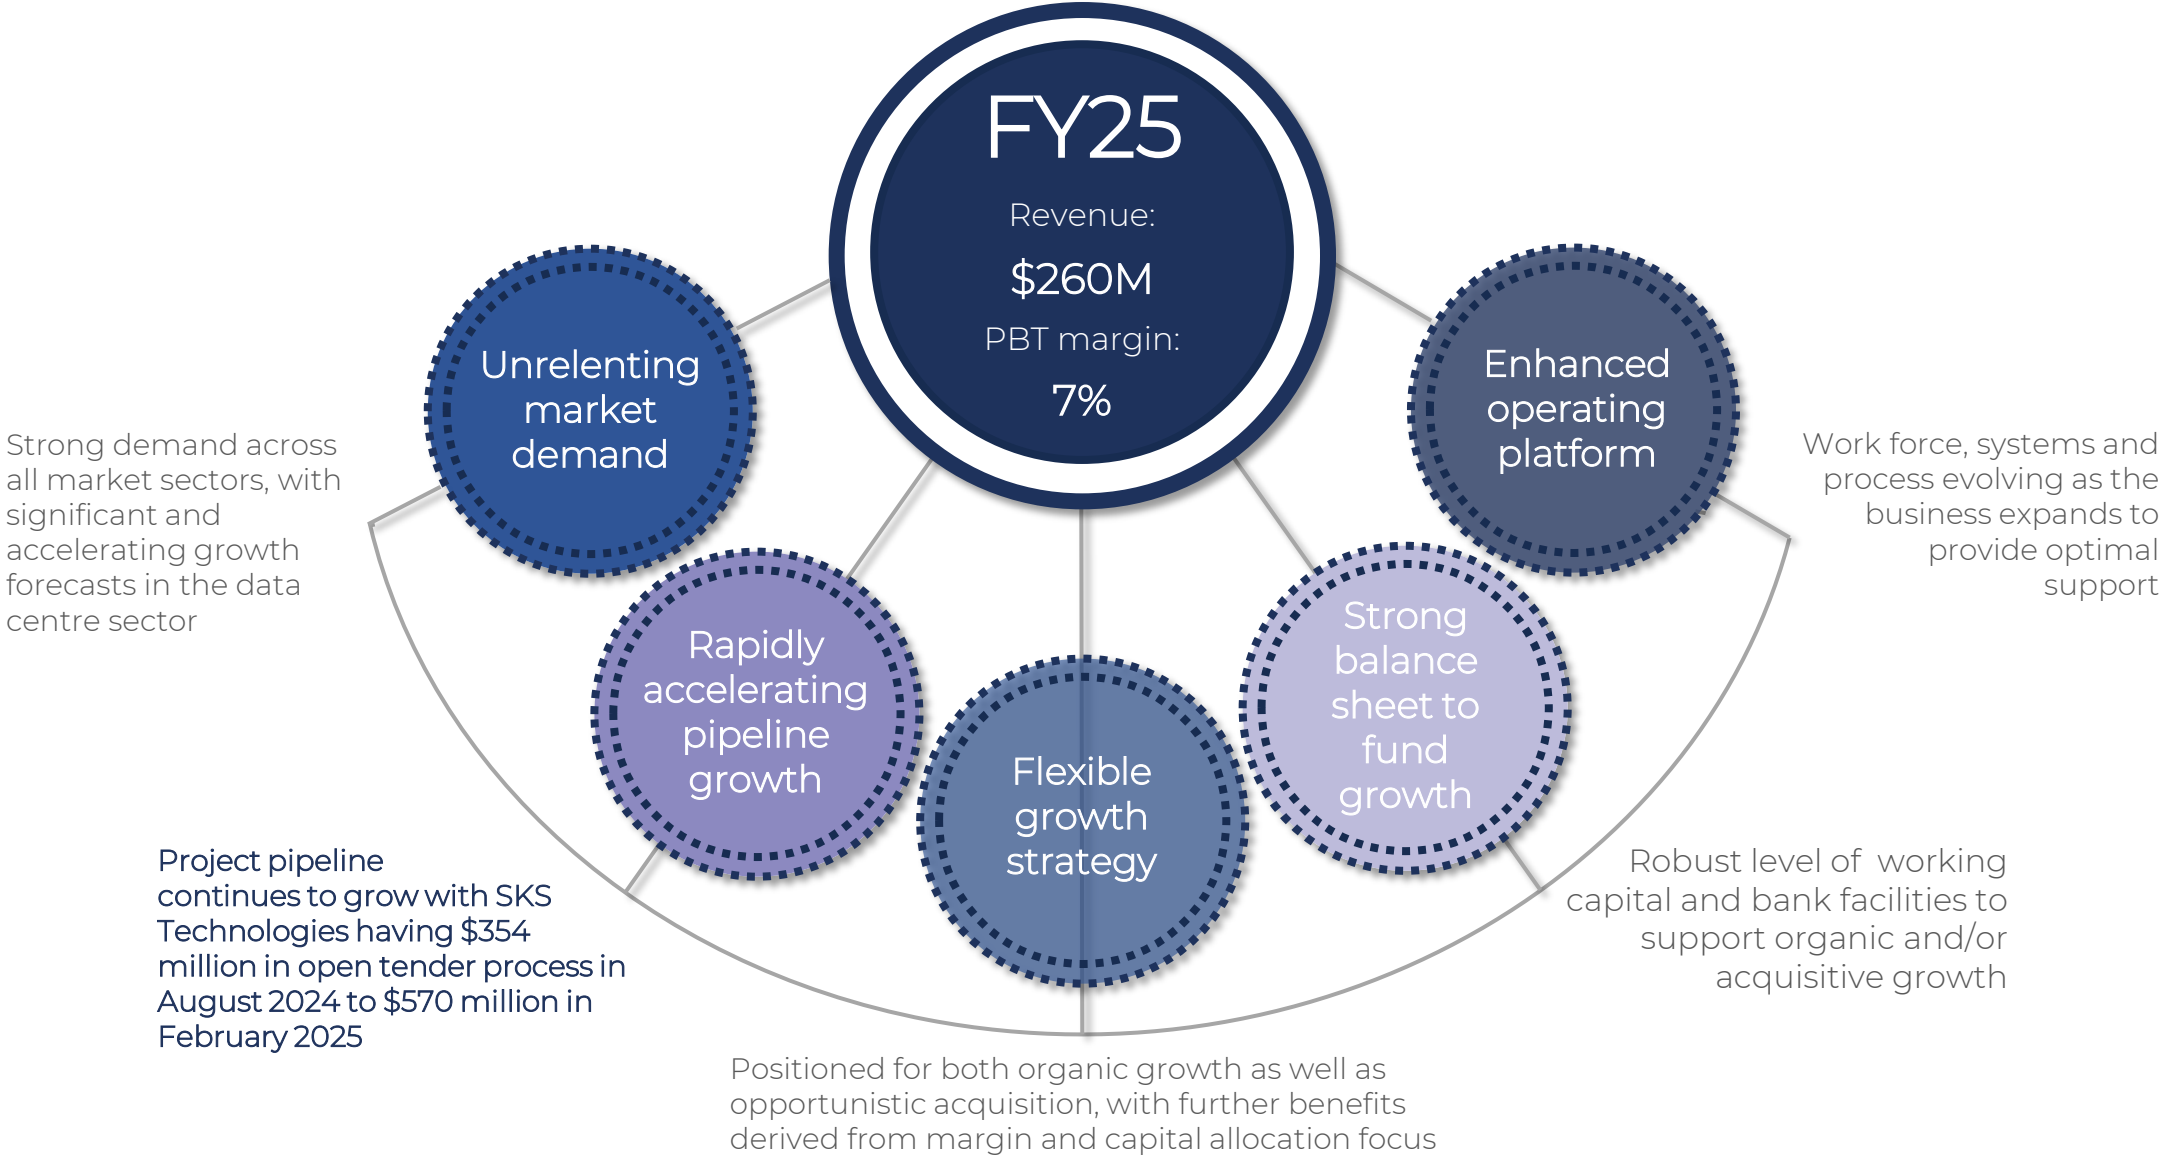 FY25
Revenue:
$260M
PBT margin:
7%
Unrelenting
market
demand
Strong demand across
all market sectors, with
significant and
accelerating growth
forecasts in the data
centre sector
Rapidly
accelerating
pipeline
growth
Project pipeline
continues to grow with SKS
Technologies having $354
million in open tender process in
August 2024 to $570 million in
February 2025
Flexible
growth
strategy
Positioned for both organic growth as well as
opportunistic acquisition, with further benefits
derived from margin and capital allocation focus
Strong
balance
sheet to
fund
growth
Robust level of  working
capital and bank facilities to
support organic and/or
acquisitive growth
Enhanced
operating
platform
Work force, systems and
process evolving as the
business expands to
provide optimal
support